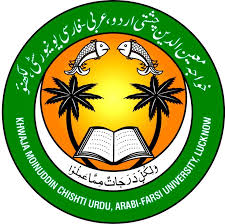 خواجہ معین الدین چشتی اردو، عربی-فارسی یونیورسٹی، لکھنؤ
ولكل درجات مما عملوا
KHWAJA MOINUDDIN CHISHTI URDU, ARABI-FARSI UNIVERSITY, LUCKNOW